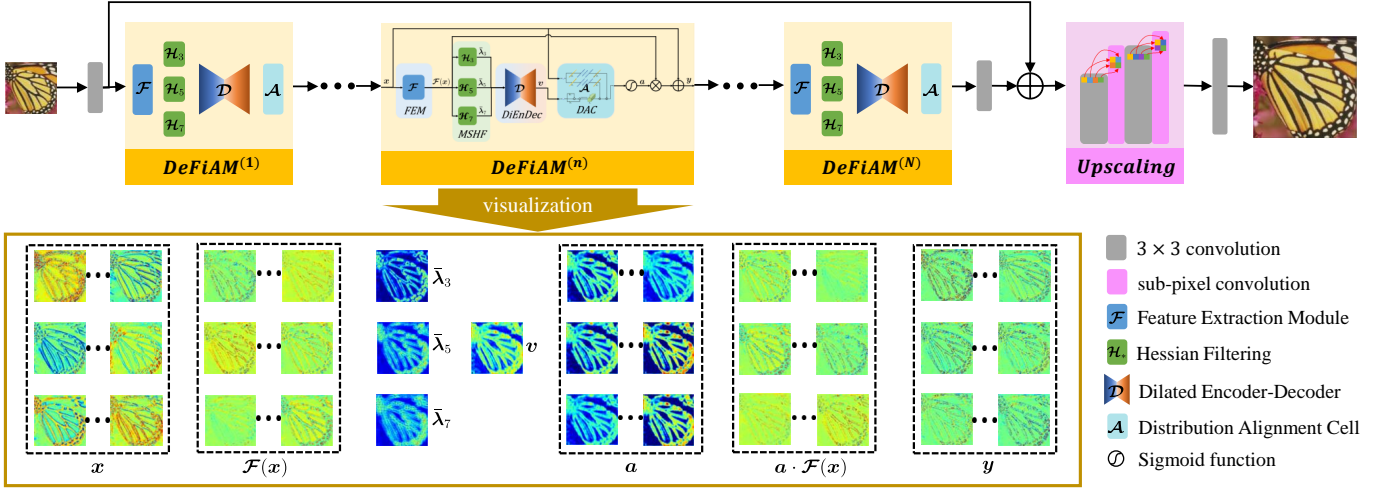 𝓕
𝓗₃
𝓗₅
𝓗₇
𝓓
𝓐
DeFiAM⁽¹⁾
x
𝓕
FEM
𝓕(x)
𝓗₃
𝓗₅
𝓗₇
MSHF
λ̄₃
λ̄₅
λ̄₇
𝓓
v
DiEnDec
𝓐
DAC
a
y
DeFiAM⁽ⁿ⁾
𝓕
𝓗₃
𝓗₅
𝓗₇
𝓓
𝓐
DeFiAM⁽ᴺ⁾
Upscaling
visualization
λ̄₃
λ̄₅
v
λ̄₇
x
𝓕(x)
a
a · 𝓕(x)
y
3 × 3 convolution
sub-pixel convolution
𝓕 Feature Extraction Module
𝓗* Hessian Filtering
𝓓 Dilated Encoder-Decoder
𝓐 Distribution Alignment Cell
Sigmoid function